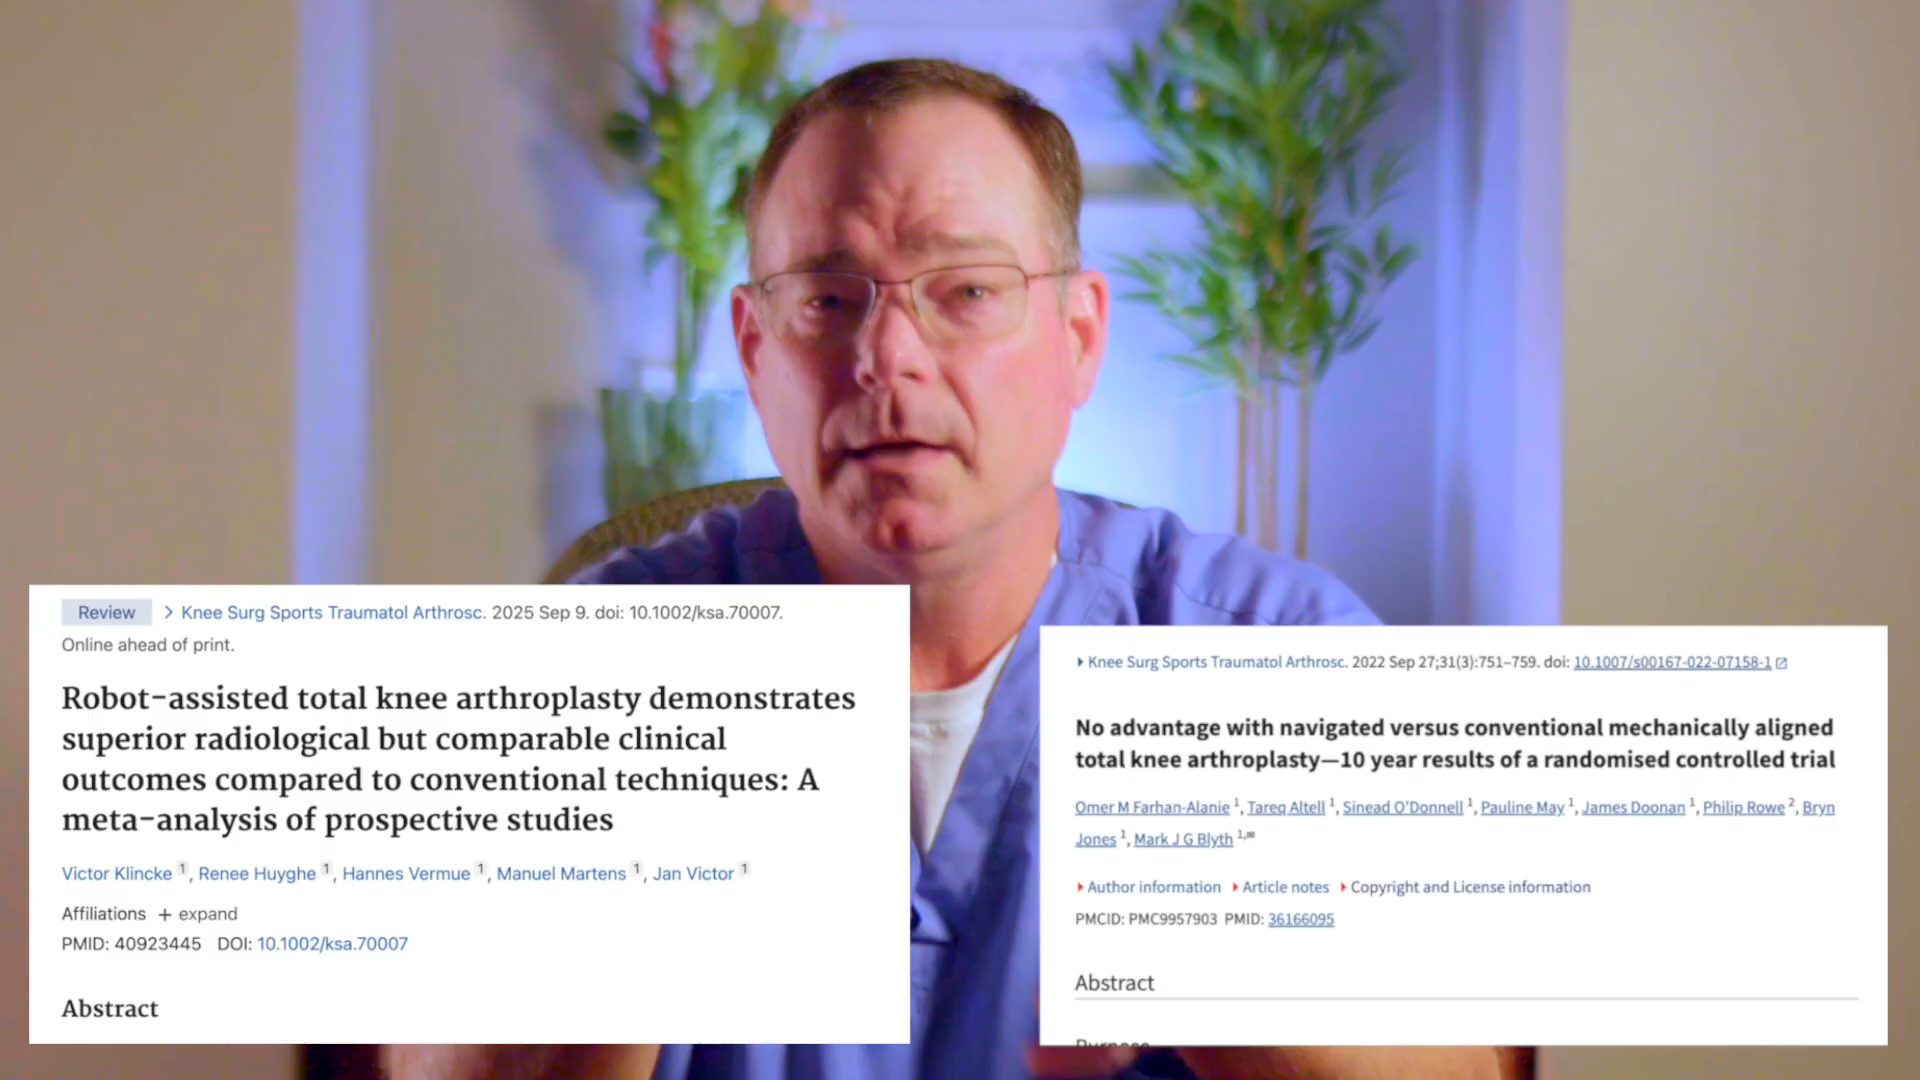 Review > Knee Surg Sports Traumatol Arthrosc. 2025 Sep 9. doi: 10.1002/ksa.70007.
Online ahead of print.
Robot-assisted total knee arthroplasty demonstrates
superior radiological but comparable clinical
outcomes compared to conventional techniques: A
meta-analysis of prospective studies
Victor Klincke 1, Renee Huyghe 1, Hannes Vermue 1, Manuel Martens 1, Jan Victor 1
Affiliations + expand
PMID: 40923445 DOI: 10.1002/ksa.70007
Abstract
Knee Surg Sports Traumatol Arthrosc. 2022 Sep 27;31(3):751–759. doi: 10.1007/s00167-022-07158-1
No advantage with navigated versus conventional mechanically aligned
total knee arthroplasty—10 year results of a randomised controlled trial
Omer M Farhan-Alanie 1, Tareq Altell 1, Sinead O'Donnell 1, Pauline May 1, James Doonan 1, Philip Rowe 2, Bryn
Jones 1, Mark J G Blyth 1,✉
Author information Article notes Copyright and License information
PMCID: PMC9957903 PMID: 36166095
Abstract